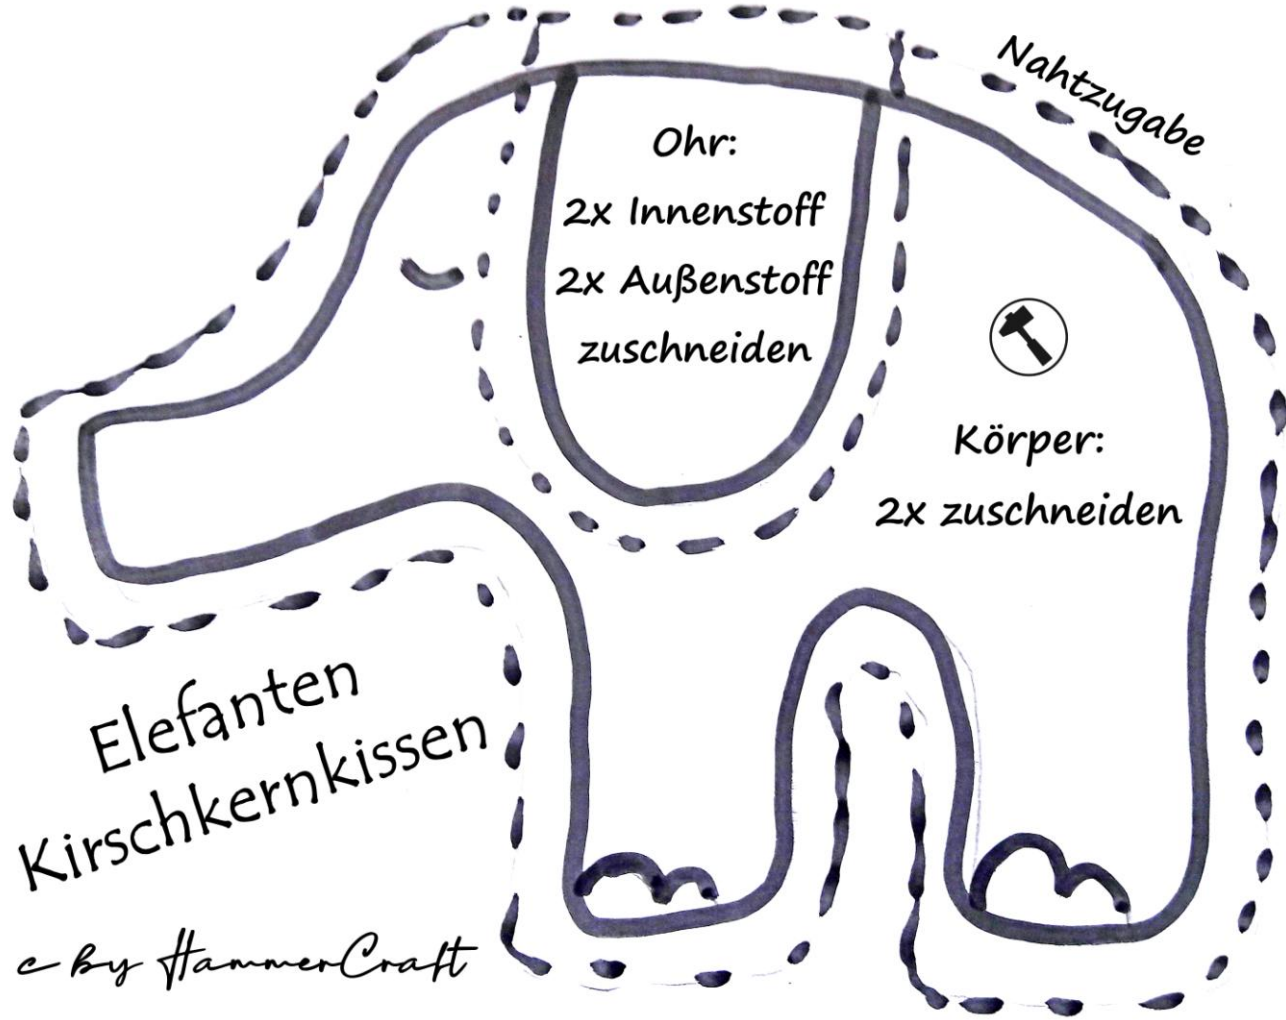 Nahtzugabe
Ohr:
2x Innenstoff
2x Außenstoff
zuschneiden
Körper:
2x zuschneiden
Elefanten
Kirschkernkissen
c by HammerCraft